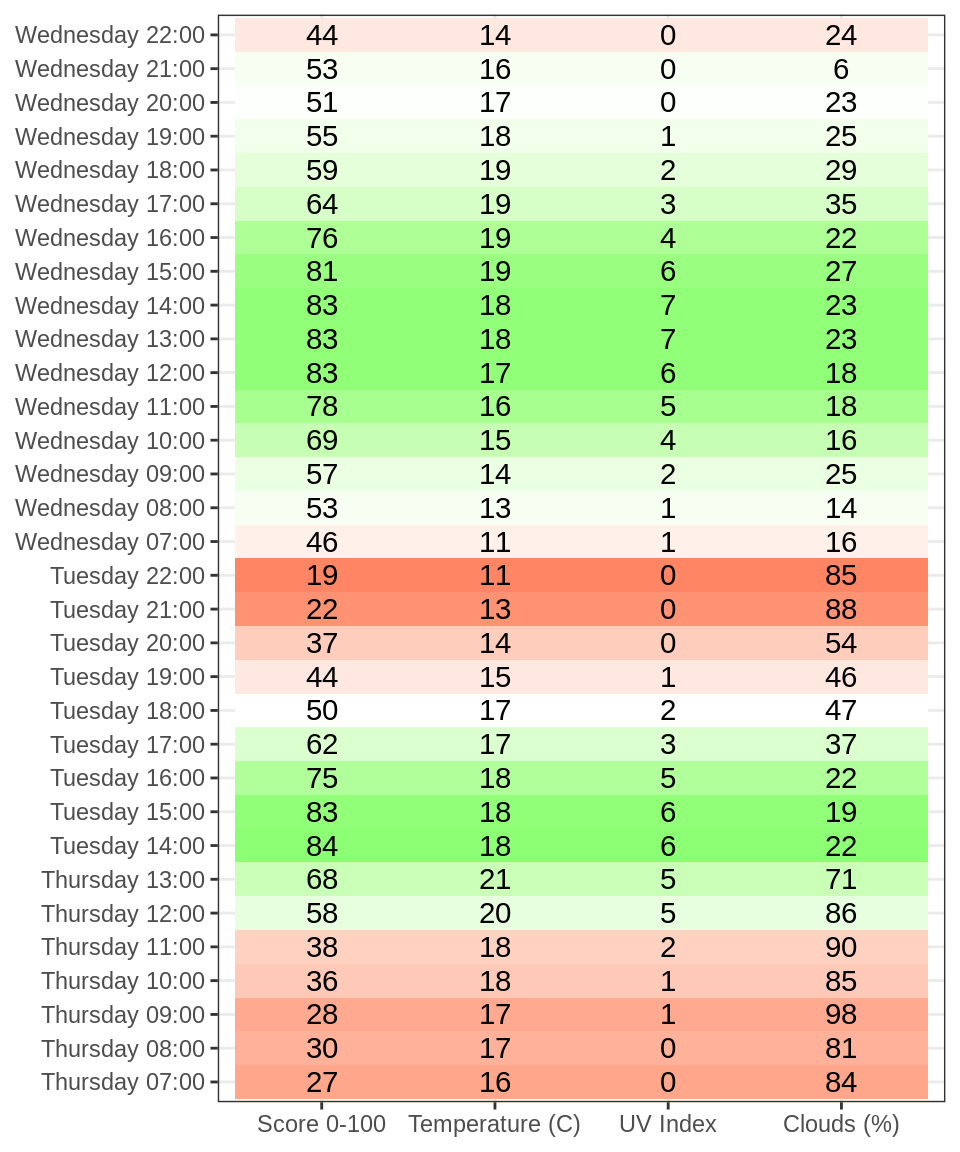 Wednesday 22:00 44 14 0 24
Wednesday 21:00 53 16 0 6
Wednesday 20:00 51 17 0 23
Wednesday 19:00 55 18 1 25
Wednesday 18:00 59 19 2 29
Wednesday 17:00 64 19 3 35
Wednesday 16:00 76 19 4 22
Wednesday 15:00 81 19 6 27
Wednesday 14:00 83 18 7 23
Wednesday 13:00 83 18 7 23
Wednesday 12:00 83 17 6 18
Wednesday 11:00 78 16 5 18
Wednesday 10:00 69 15 4 16
Wednesday 09:00 57 14 2 25
Wednesday 08:00 53 13 1 14
Wednesday 07:00 46 11 1 16
Tuesday 22:00 19 11 0 85
Tuesday 21:00 22 13 0 88
Tuesday 20:00 37 14 0 54
Tuesday 19:00 44 15 1 46
Tuesday 18:00 50 17 2 47
Tuesday 17:00 62 17 3 37
Tuesday 16:00 75 18 5 22
Tuesday 15:00 83 18 6 19
Tuesday 14:00 84 18 6 22
Thursday 13:00 68 21 5 71
Thursday 12:00 58 20 5 86
Thursday 11:00 38 18 2 90
Thursday 10:00 36 18 1 85
Thursday 09:00 28 17 1 98
Thursday 08:00 30 17 0 81
Thursday 07:00 27 16 0 84
Score 0-100 Temperature (C) UV Index Clouds (%)